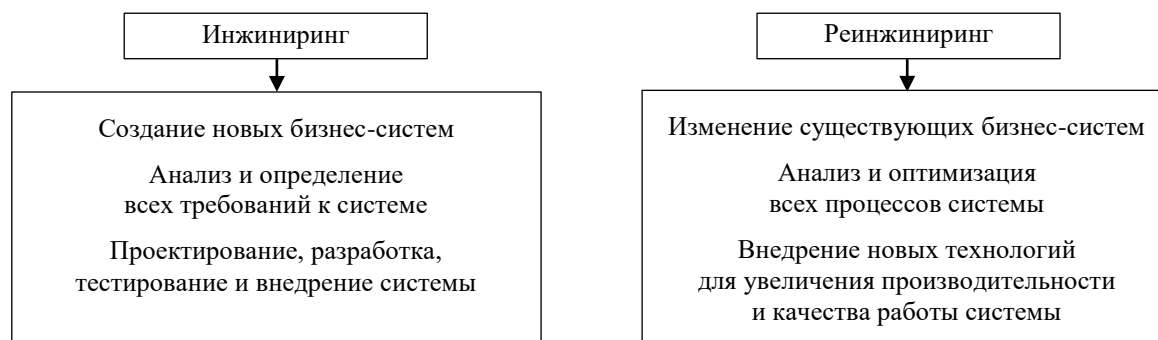 Инжиниринг
Создание новых бизнес-систем
Анализ и определение
всех требований к системе
Проектирование, разработка,
тестирование и внедрение системы
Реинжиниринг
Изменение существующих бизнес-систем
Анализ и оптимизация
всех процессов системы
Внедрение новых технологий
для увеличения производительности
и качества работы системы